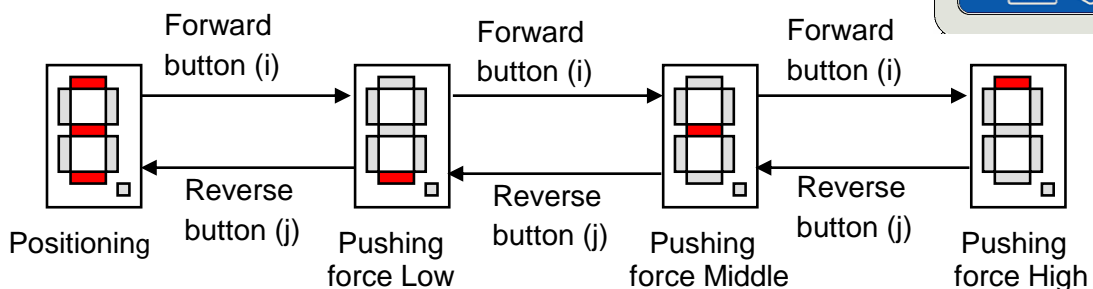 Forward
button (i)
Forward
button (i)
Forward
button (i)
Reverse
button (j)
Reverse
button (j)
Reverse
button (j)
Positioning
Pushing
force Low
Pushing
force Middle
Pushing
force High